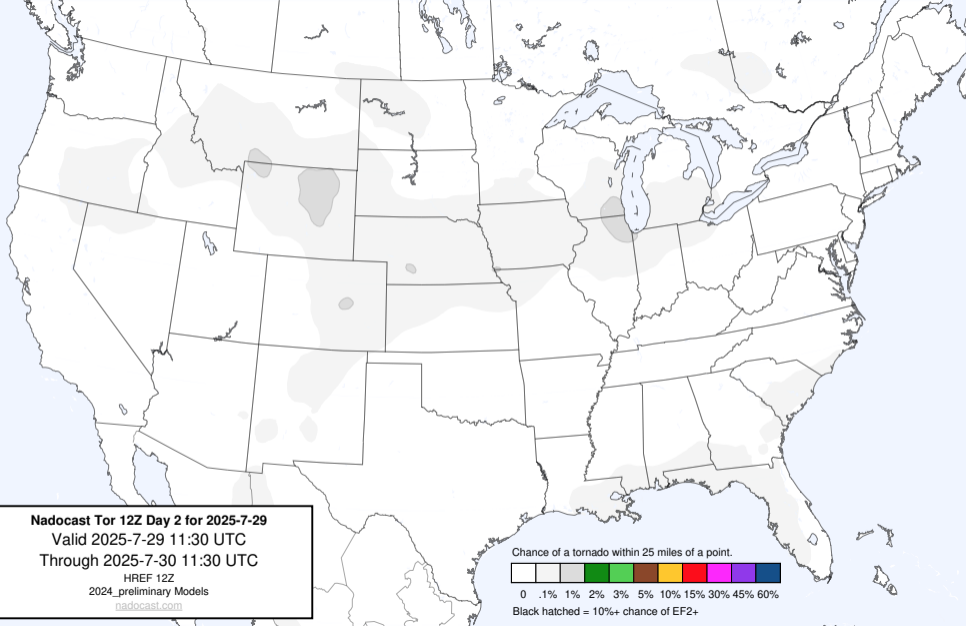 Nadocast Tor 12Z Day 2 for 2025-7-29
Valid 2025-7-29 11:30 UTC
Through 2025-7-30 11:30 UTC
HREF 12Z
2024_preliminary Models
nadocast.com
Chance of a tornado within 25 miles of a point.
0 .1% 1% 2% 3% 5% 10% 15% 30% 45% 60%
Black hatched = 10%+ chance of EF2+